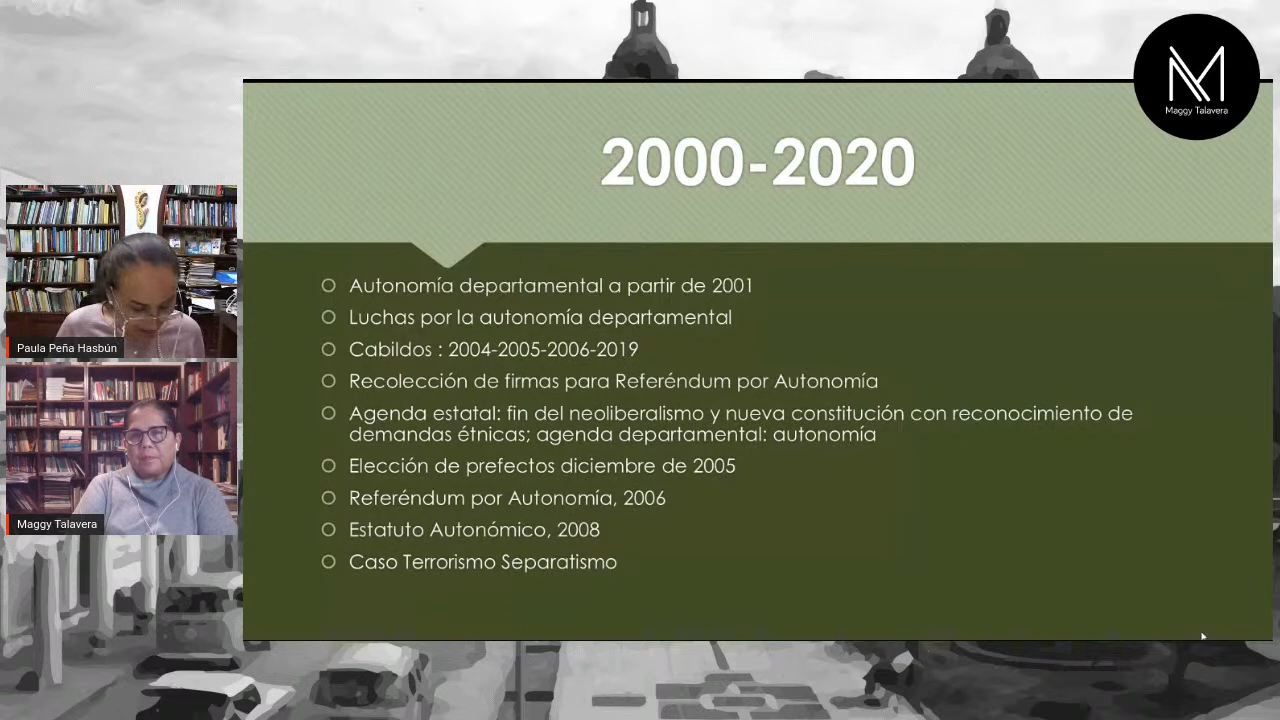 Maggy Talavera
2000-2020
Autonomía departamental a partir de 2001
Luchas por la autonomía departamental
Cabildos : 2004-2005-2006-2019
Recolección de firmas para Referéndum por Autonomía
Agenda estatal: fin del neoliberalismo y nueva constitución con reconocimiento de
demandas étnicas; agenda departamental: autonomía
Elección de prefectos diciembre de 2005
Referéndum por Autonomía, 2006
Estatuto Autonómico, 2008
Caso Terrorismo Separatismo
Paula Peña Hasbún
Maggy Talavera